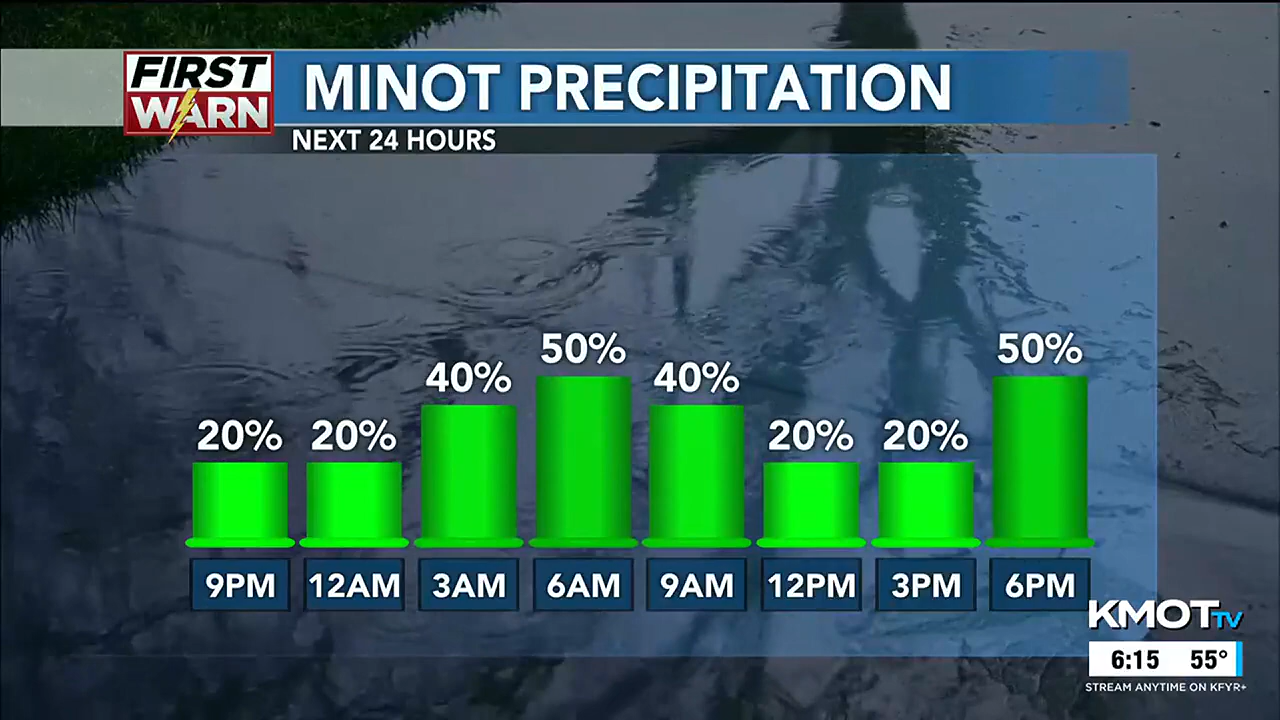 FIRST
WARN
MINOT PRECIPITATION
NEXT 24 HOURS
20% 20% 40% 50% 40% 20% 20% 50%
9PM 12AM 3AM 6AM 9AM 12PM 3PM 6PM
KMOT TV
6:15 55°
STREAM ANYTIME ON KFYR+